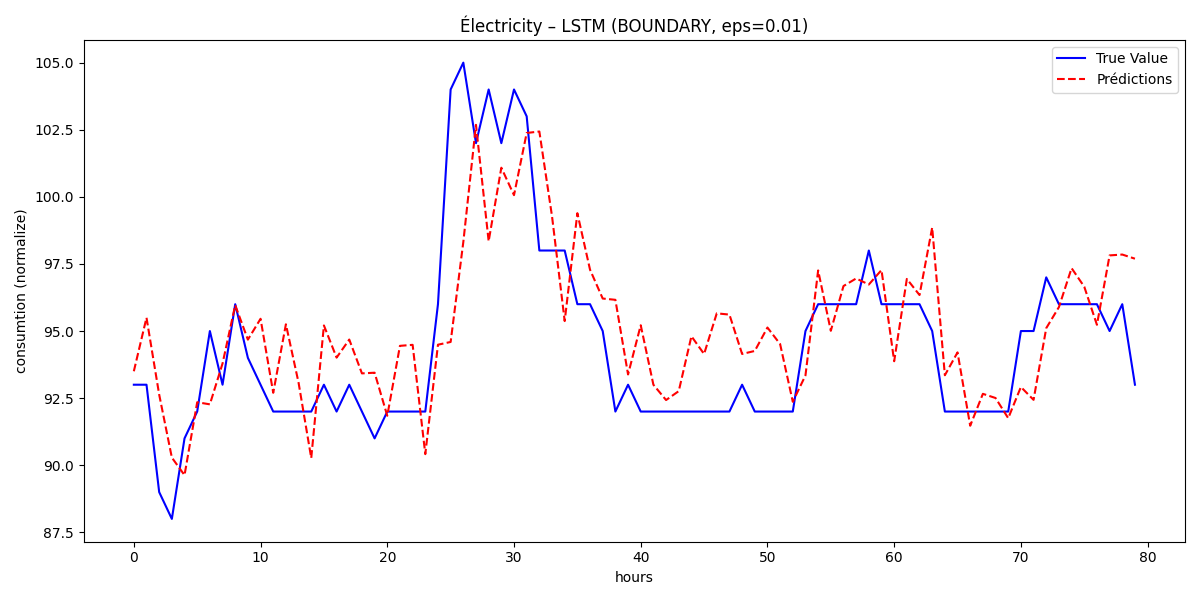 Électricity – LSTM (BOUNDARY, eps=0.01)
True Value
Prédictions
consumtion (normalize)
105.0
102.5
100.0
97.5
95.0
92.5
90.0
87.5
0 10 20 30 40 50 60 70 80
hours